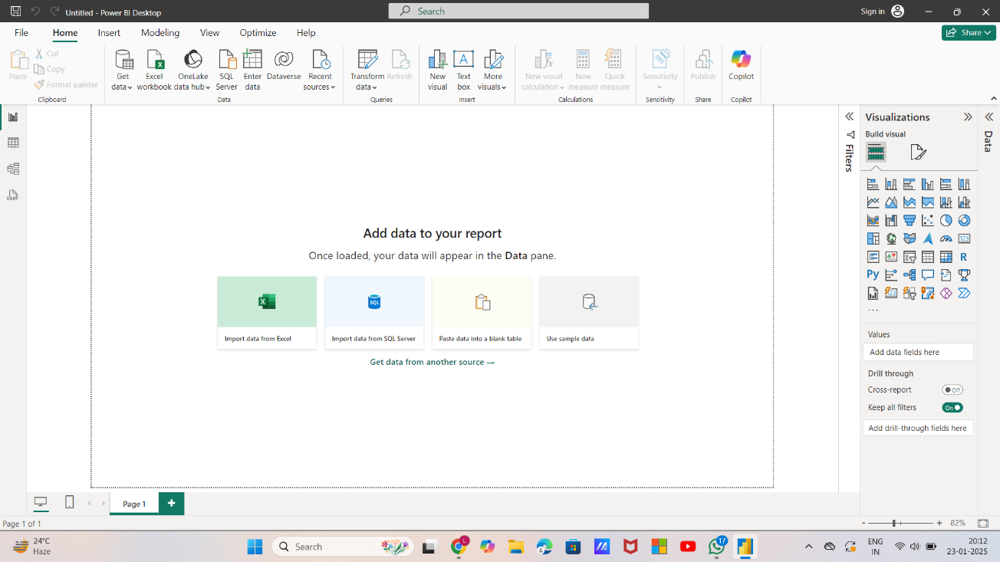 Untitled - Power BI Desktop
Search
Sign in
File Home Insert Modeling View Optimize Help
Share
Paste
Cut
Copy
Format painter
Clipboard
Get data
Excel workbook
OneLake data hub
SQL Server
Enter data
Dataverse
Recent sources
Data
Transform data
Refresh
Queries
New visual
Text box
More visuals
Insert
New visual calculation
New measure
Quick measure
Calculations
Sensitivity
Sensitivity
Publish
Share
Copilot
Copilot
Filters
Visualizations
Build visual
Data
Add data to your report
Once loaded, your data will appear in the Data pane.
SQL
Import data from Excel
Import data from SQL Server
Paste data into a blank table
Use sample data
Get data from another source →
R
Py
123
...
Values
Add data fields here
Drill through
Cross-report Off
Keep all filters On
Add drill-through fields here
Page 1
Page 1 of 1
- + 82%
24°C
Haze
Search
L
17
ENG
IN
20:12
23-01-2025